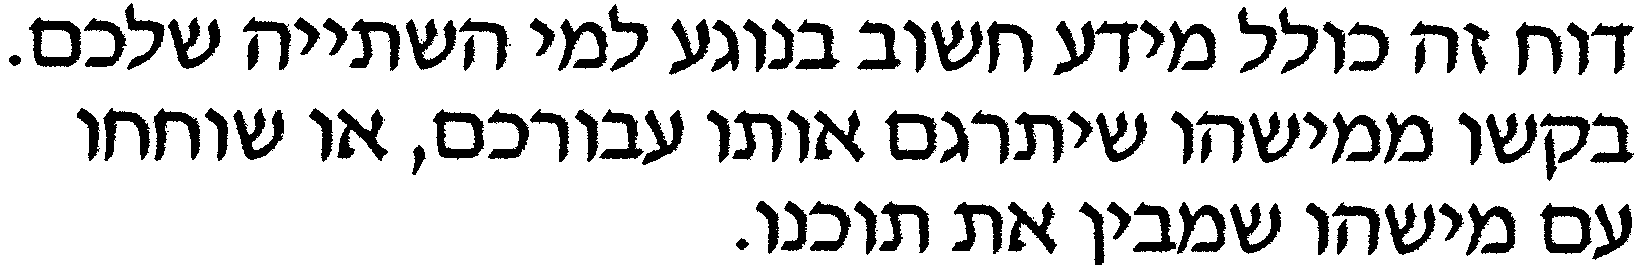 דוח זה כולל מידע חשוב בנוגע למי השתייה שלכם.
בקשו ממישהו שיתרגם אותו עבורכם, או שוחחו
עם מישהו שמבין את תוכנו.